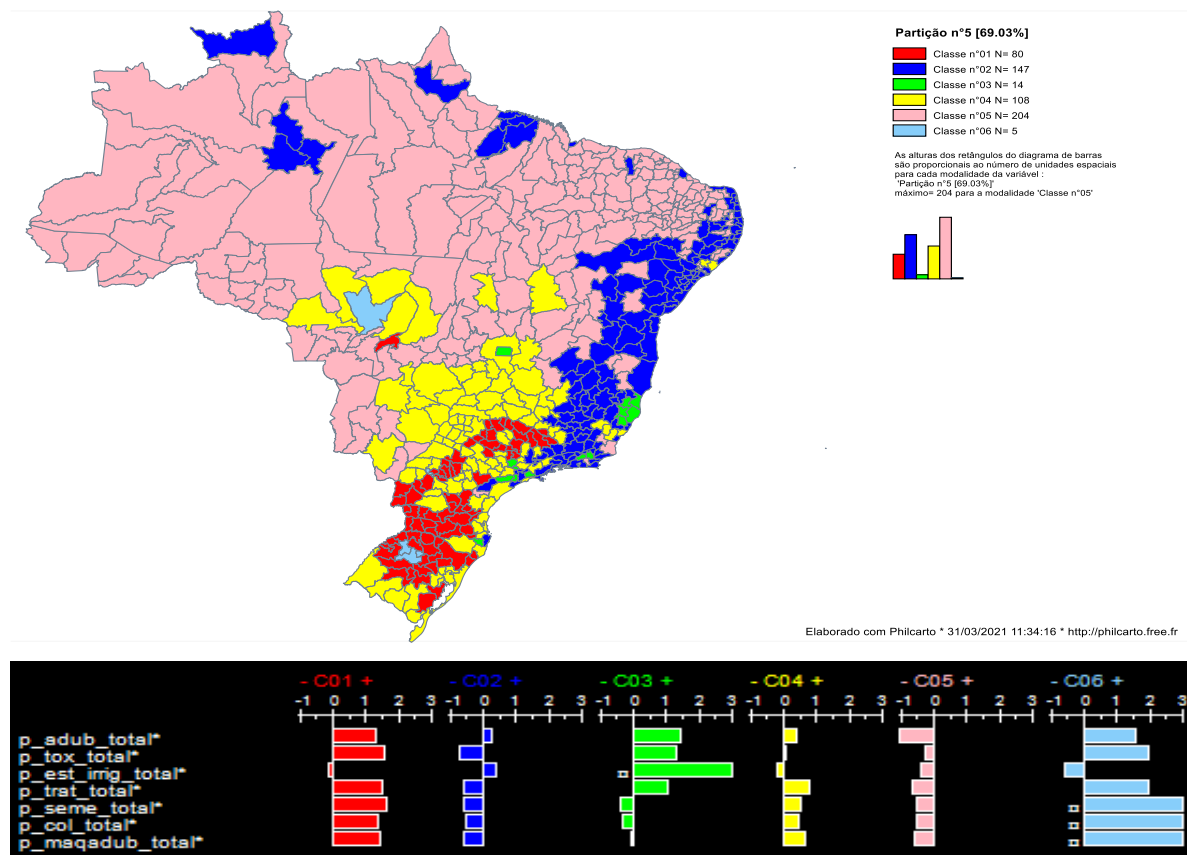 Partição n°5 [69.03%]
Classe n°01 N= 80
Classe n°02 N= 147
Classe n°03 N= 14
Classe n°04 N= 108
Classe n°05 N= 204
Classe n°06 N= 5
As alturas dos retângulos do diagrama de barras
são proporcionais ao número de unidades espaciais
para cada modalidade da variável :
'Partição n°5 [69.03%]'
máximo= 204 para a modalidade 'Classe n°05'
Elaborado com Philcarto * 31/03/2021 11:34:16 * http://philcarto.free.fr
- C01 + - C02 + - C03 + - C04 + - C05 + - C06 +
-1 0 1 2 3 -1 0 1 2 3 -1 0 1 2 3 -1 0 1 2 3 -1 0 1 2 3 -1 0 1 2 3
p_adub_total*
p_tox_total*
p_est_irrig_total*
p_trat_total*
p_seme_total*
p_col_total*
p_maqadub_total*